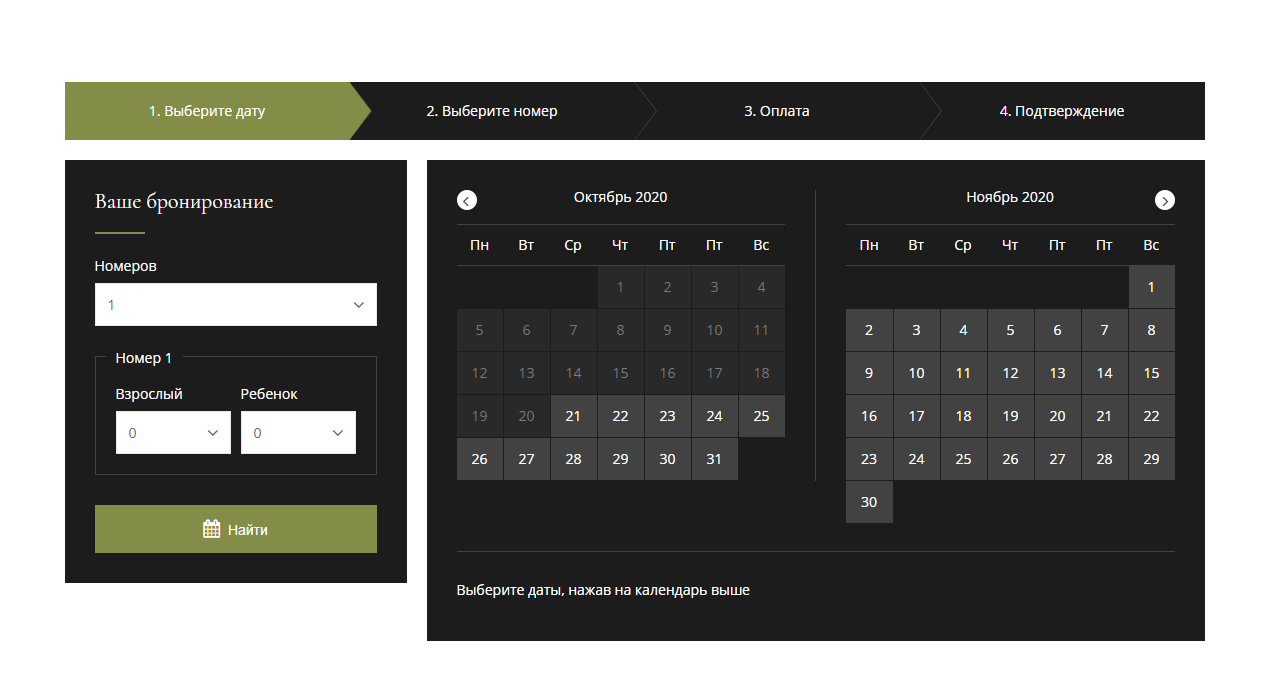 1. Выберите дату
2. Выберите номер
3. Оплата
4. Подтверждение
Ваше бронирование
Номеров
1
Номер 1
Взрослый Ребенок
0 0
Найти
Октябрь 2020
Пн Вт Ср Чт Пт Пт Вс
1 2 3 4
5 6 7 8 9 10 11
12 13 14 15 16 17 18
19 20 21 22 23 24 25
26 27 28 29 30 31
Ноябрь 2020
Пн Вт Ср Чт Пт Пт Вс
1
2 3 4 5 6 7 8
9 10 11 12 13 14 15
16 17 18 19 20 21 22
23 24 25 26 27 28 29
30
Выберите даты, нажав на календарь выше